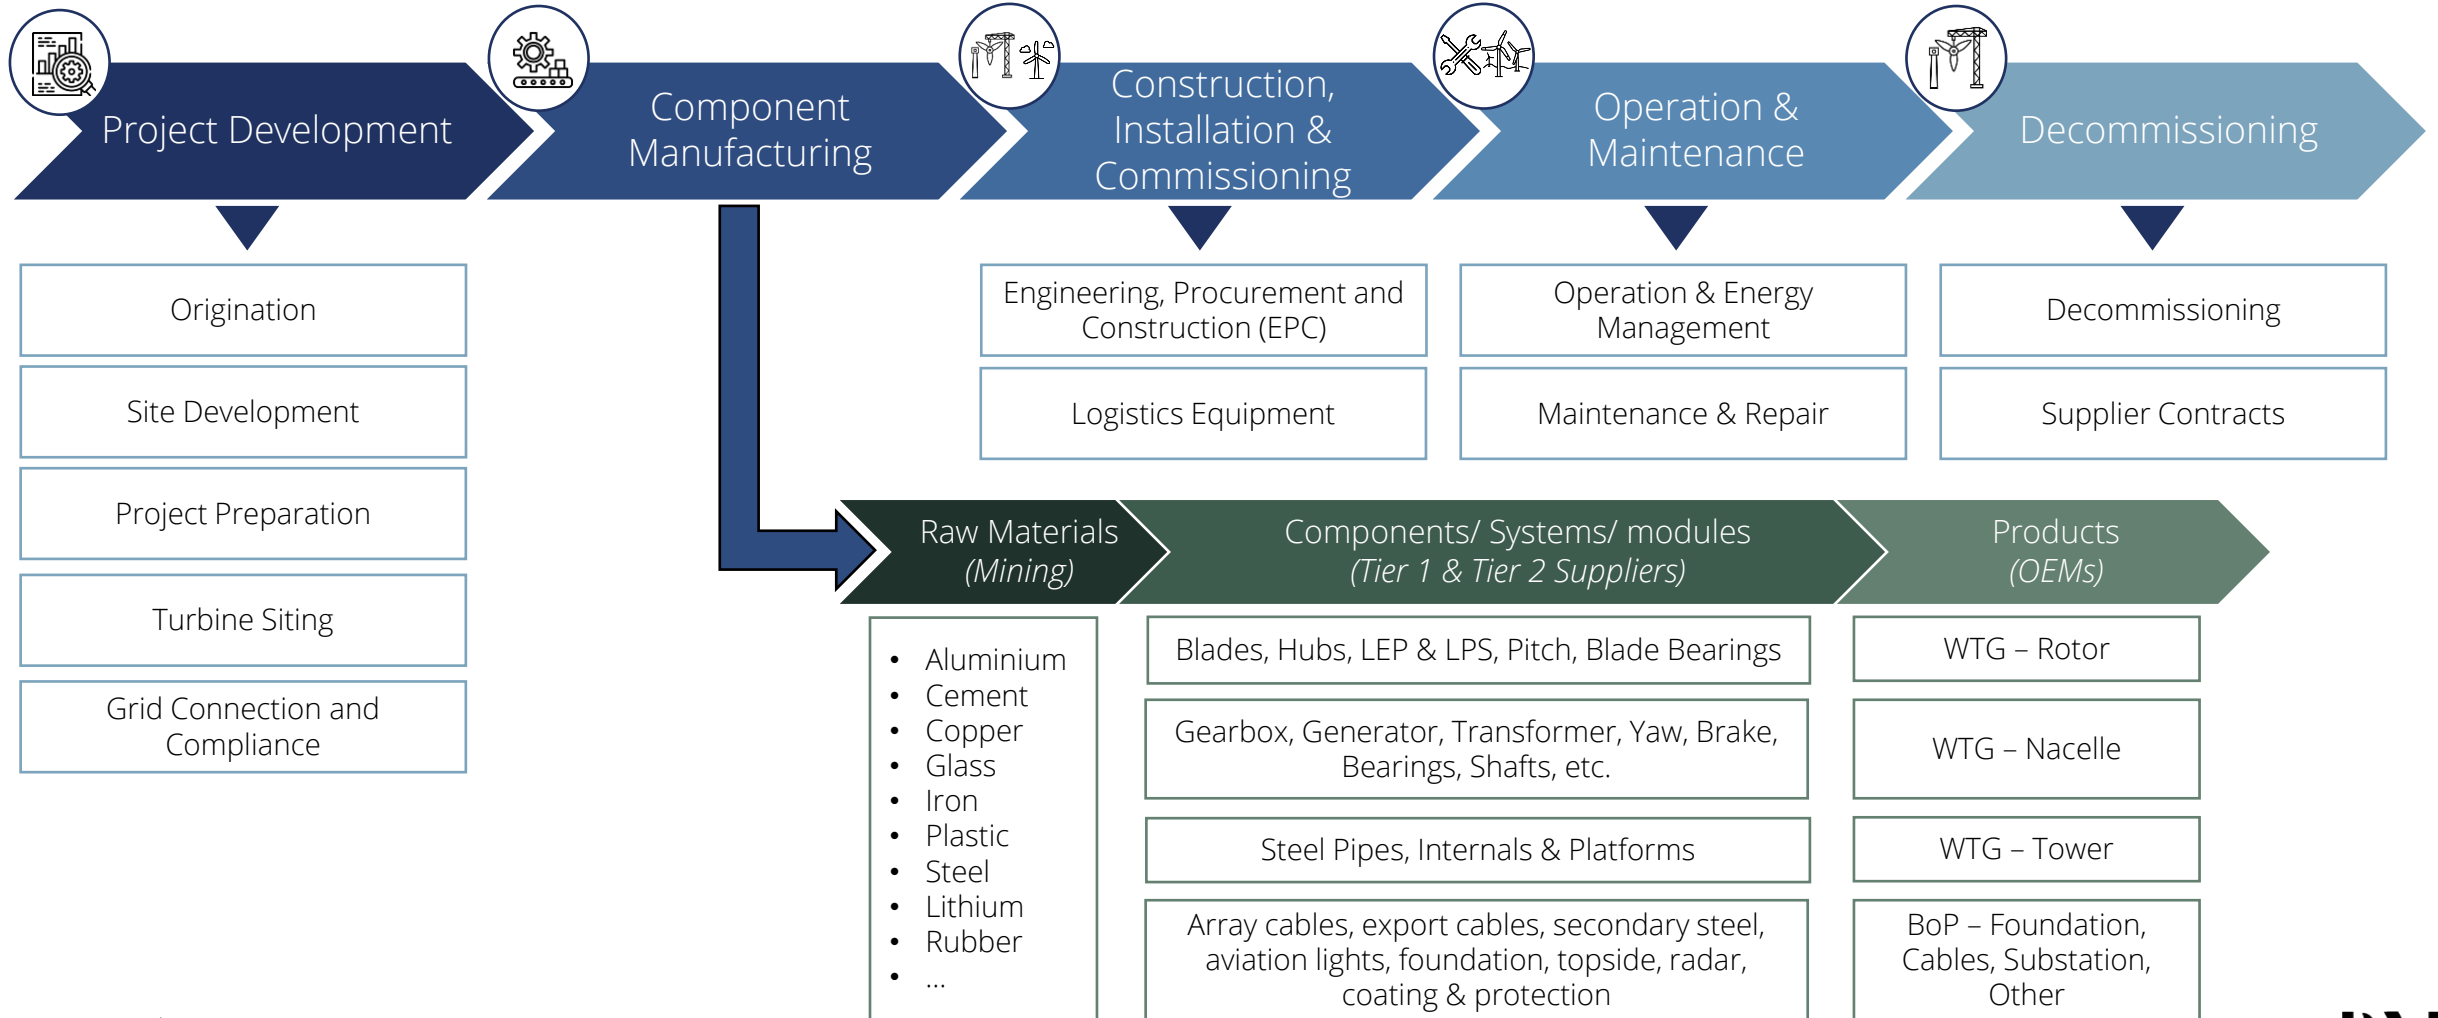 Project Development
Component
Manufacturing
Construction,
Installation &
Commissioning
Operation &
Maintenance
Decommissioning
Origination
Site Development
Project Preparation
Turbine Siting
Grid Connection and
Compliance
Engineering, Procurement and
Construction (EPC)
Logistics Equipment
Operation & Energy
Management
Maintenance & Repair
Decommissioning
Supplier Contracts
Raw Materials
(Mining)
Components/ Systems/ modules
(Tier 1 & Tier 2 Suppliers)
Products
(OEMs)
• Aluminium
• Cement
• Copper
• Glass
• Iron
• Plastic
• Steel
• Lithium
• Rubber
• ...
Blades, Hubs, LEP & LPS, Pitch, Blade Bearings
Gearbox, Generator, Transformer, Yaw, Brake,
Bearings, Shafts, etc.
Steel Pipes, Internals & Platforms
Array cables, export cables, secondary steel,
aviation lights, foundation, topside, radar,
coating & protection
WTG – Rotor
WTG – Nacelle
WTG – Tower
BoP – Foundation,
Cables, Substation,
Other